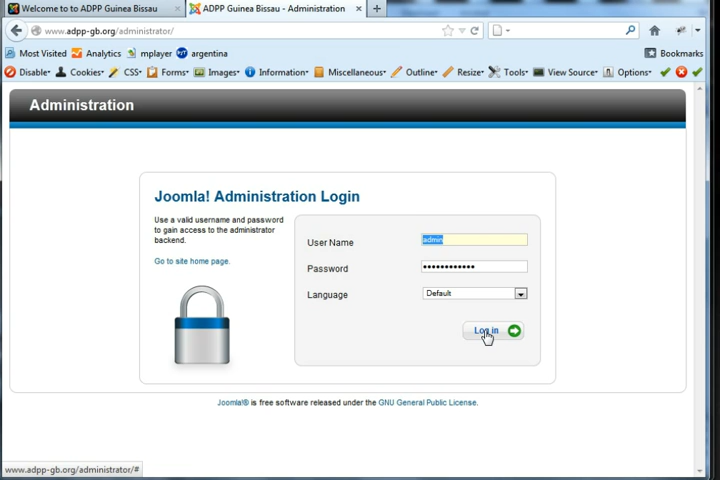 Welcome to to ADPP Guinea Bissau
ADPP Guinea Bissau - Administration
www.adpp-gb.org/administrator/
Most Visited
Analytics
mplayer
argentina
Bookmarks
Disable
Cookies
CSS
Forms
Images
Information
Miscellaneous
Outline
Resize
Tools
View Source
Options
Administration
Joomla! Administration Login
Use a valid username and password
to gain access to the administrator
backend.
Go to site home page.
User Name
admin
Password
••••••••••••
Language
Default
Log in
Joomla!® is free software released under the GNU General Public License.
www.adpp-gb.org/administrator/#